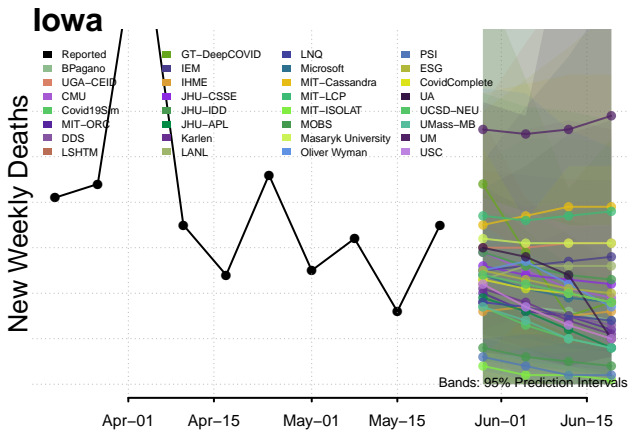 Iowa
New Weekly Deaths
Reported GT−DeepCOVID LNQ PSI
BPagano IEM Microsoft ESG
UGA−CEID IHME MIT−Cassandra CovidComplete
CMU JHU−CSSE MIT−LCP UA
Covid19Sim JHU−IDD MIT−ISOLAT UCSD−NEU
MIT−ORC JHU−APL MOBS UMass−MB
DDS Karlen Masaryk University UM
LSHTM LANL Oliver Wyman USC
Bands: 95% Prediction Intervals
Apr−01 Apr−15 May−01 May−15 Jun−01 Jun−15